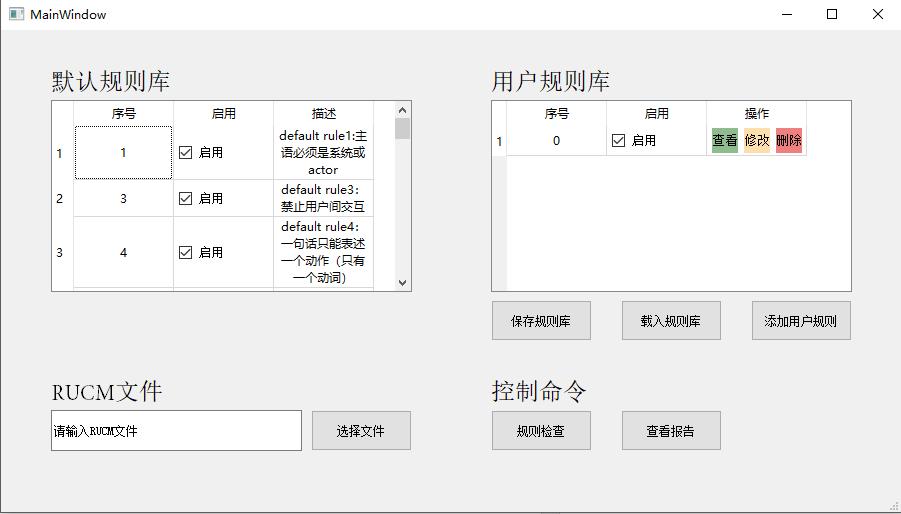 MainWindow
默认规则库
用户规则库
序号 启用 描述
1 1 启用 default rule1:主
语必须是系统或
actor
2 3 启用 default rule3：
禁止用户间交互
3 4 启用 default rule4：
一句话只能表述
一个动作（只有
一个动词）
序号 启用 操作
1 0 启用 查看 修改 删除
保存规则库 载入规则库 添加用户规则
RUCM文件
请输入RUCM文件 选择文件
控制命令
规则检查 查看报告